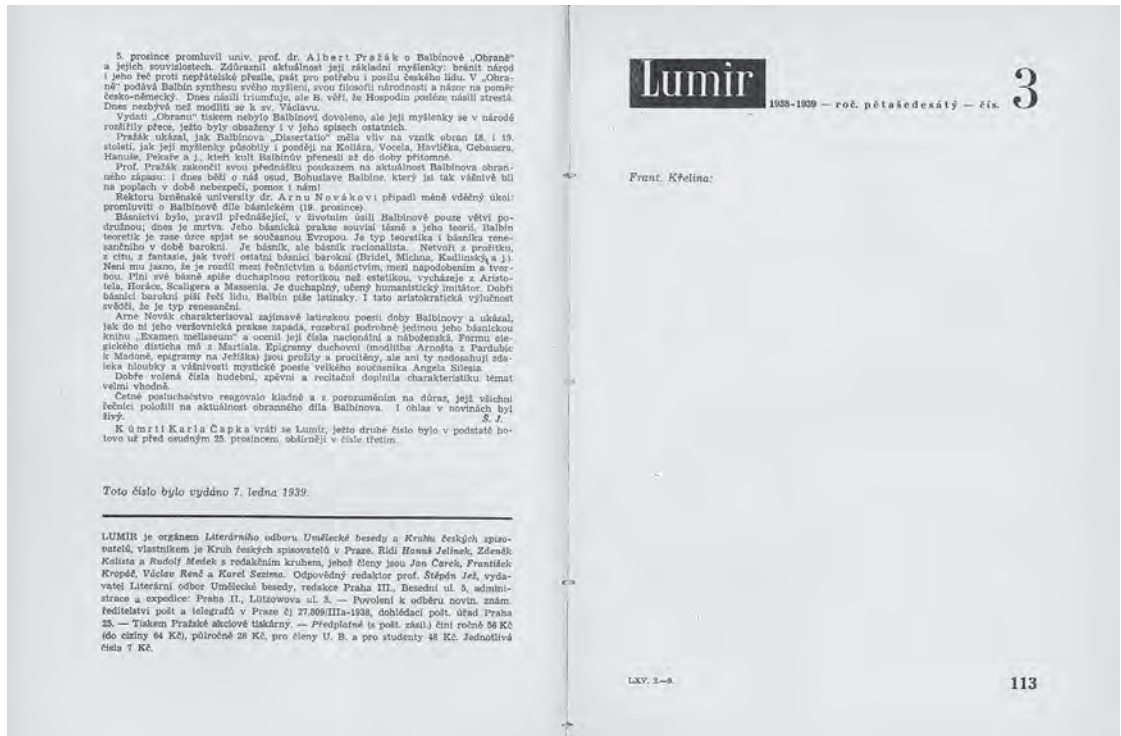 5. prosince promluvil univ. prof. dr. Albert Pražák o Balbínově „Obraně“
a jejích souvislostech. Zdůraznil aktuálnost její základní myšlenky: bránit národ
i jeho řeč proti nepřátelské přesile, psát pro potřebu i posilu českého lidu. V „Obra-
ně“ podává Balbín synthesu svého myšlení, svou filosofii národnosti a názor na poměr
česko-německý. Dnes násilí triumfuje, ale B. věří, že Hospodin posléze násilí ztrestá.
Dnes nezbývá než modliti se k sv. Václavu.
Vydati „Obranu“ tiskem nebylo Balbínovi dovoleno, ale její myšlenky se v národě
rozšířily přece, ježto byly obsaženy i v jeho spisech ostatních.
Pražák ukázal, jak Balbínova „Dissertatio“ měla vliv na vznik obran 18. i 19.
století, jak její myšlenky působily i později na Kollára, Vocela, Havlíčka, Gebauera,
Hanuše, Pekaře a j., kteří kult Balbínův přenesli až do doby přítomné.
Prof. Pražák zakončil svou přednášku poukazem na aktuálnost Balbínova obran-
ného zápasu: i dnes běží o náš osud, Bohuslave Balbíne, který jsi tak vášnivě bil
na poplach v době nebezpečí, pomoz i nám!
Rektoru brněnské university dr. Arnu Novákovi připadl méně vděčný úkol:
promluviti o Balbínově díle básnickém (19. prosince).
Básnictví bylo, pravil přednášející, v životním úsilí Balbínově pouze větví po-
družnou; dnes je mrtva. Jeho básnická prakse souvisí těsně s jeho teorií. Balbín
teoretik je zase úzce spjat se současnou Evropou. Je typ teoretika i básníka rene-
sančního v době barokní. Je básník, ale básník racionalista. Netvoří z prožitku,
z citu, z fantasie, jak tvoří ostatní básníci barokní (Bridel, Michna, Kadlinský a j.).
Není mu jasno, že je rozdíl mezi řečnictvím a básnictvím, mezi napodobením a tvor-
bou. Plní své básně spíše duchaplnou retorikou než estetikou, vycházeje z Aristo-
tela, Horáce, Scaligera a Massenia. Je duchaplný, učený humanistický imitátor. Dobří
básníci barokní píší řečí lidu, Balbín píše latinsky. I tato aristokratická výlučnost
svědčí, že je typ renesanční.
Arne Novák charakterisoval zajímavě latinskou poesii doby Balbínovy a ukázal,
jak do ní jeho veršovnická prakse zapadá, rozebral podrobně jedinou jeho básnickou
knihu „Examen melissaeum“ a ocenil její čísla nacionální a náboženská. Formu ele-
gického disticha má z Martiala. Epigramy duchovní (modlitba Arnošta z Pardubic
k Madoně, epigramy na Ježíška) jsou prožity a procítěny, ale ani ty nedosahují zda-
leka hloubky a vášnivosti mystické poesie velkého současníka Angela Silesia.
Dobře volená čísla hudební, zpěvní a recitační doplnila charakteristiku témat
velmi vhodně.
Četné posluchačstvo reagovalo kladně a s porozuměním na důraz, jejž všichni
řečníci položili na aktuálnost obranného díla Balbínova. I ohlas v novinách byl
živý. Š. J.
K úmrtí Karla Čapka vrátí se Lumír, ježto druhé číslo bylo v podstatě ho-
tovo už před osudným 25. prosincem, obšírněji v čísle třetím.
Toto číslo bylo vydáno 7. ledna 1939.
LUMÍR je orgánem Literárního odboru Umělecké besedy a Kruhu českých spiso-
vatelů, vlastníkem je Kruh českých spisovatelů v Praze. Řídí Hanuš Jelínek, Zdeněk
Kalista a Rudolf Medek s redakčním kruhem, jehož členy jsou Jan Čarek, František
Kropáč, Václav Renč a Karel Sezima. Odpovědný redaktor prof. Štěpán Jež, vyda-
vatel Literární odbor Umělecké besedy, redakce Praha III., Besední ul. 5, admini-
strace a expedice: Praha II., Lützowova ul. 3. — Povolení k odběru novin. znám.
ředitelství pošt a telegrafů v Praze čj 27.809/IIIa-1938, dohlédací pošt. úřad Praha
25. — Tiskem Pražské akciové tiskárny. — Předplatné (s pošt. zásil.) činí ročně 56 Kč
(do ciziny 64 Kč), půlročně 28 Kč, pro členy U. B. a pro studenty 48 Kč. Jednotlivá
čísla 7 Kč.
Lumír
1938-1939 — roč. pětašedesátý — čís. 3
Frant. Křelina:
LXV. 3.—9.
113